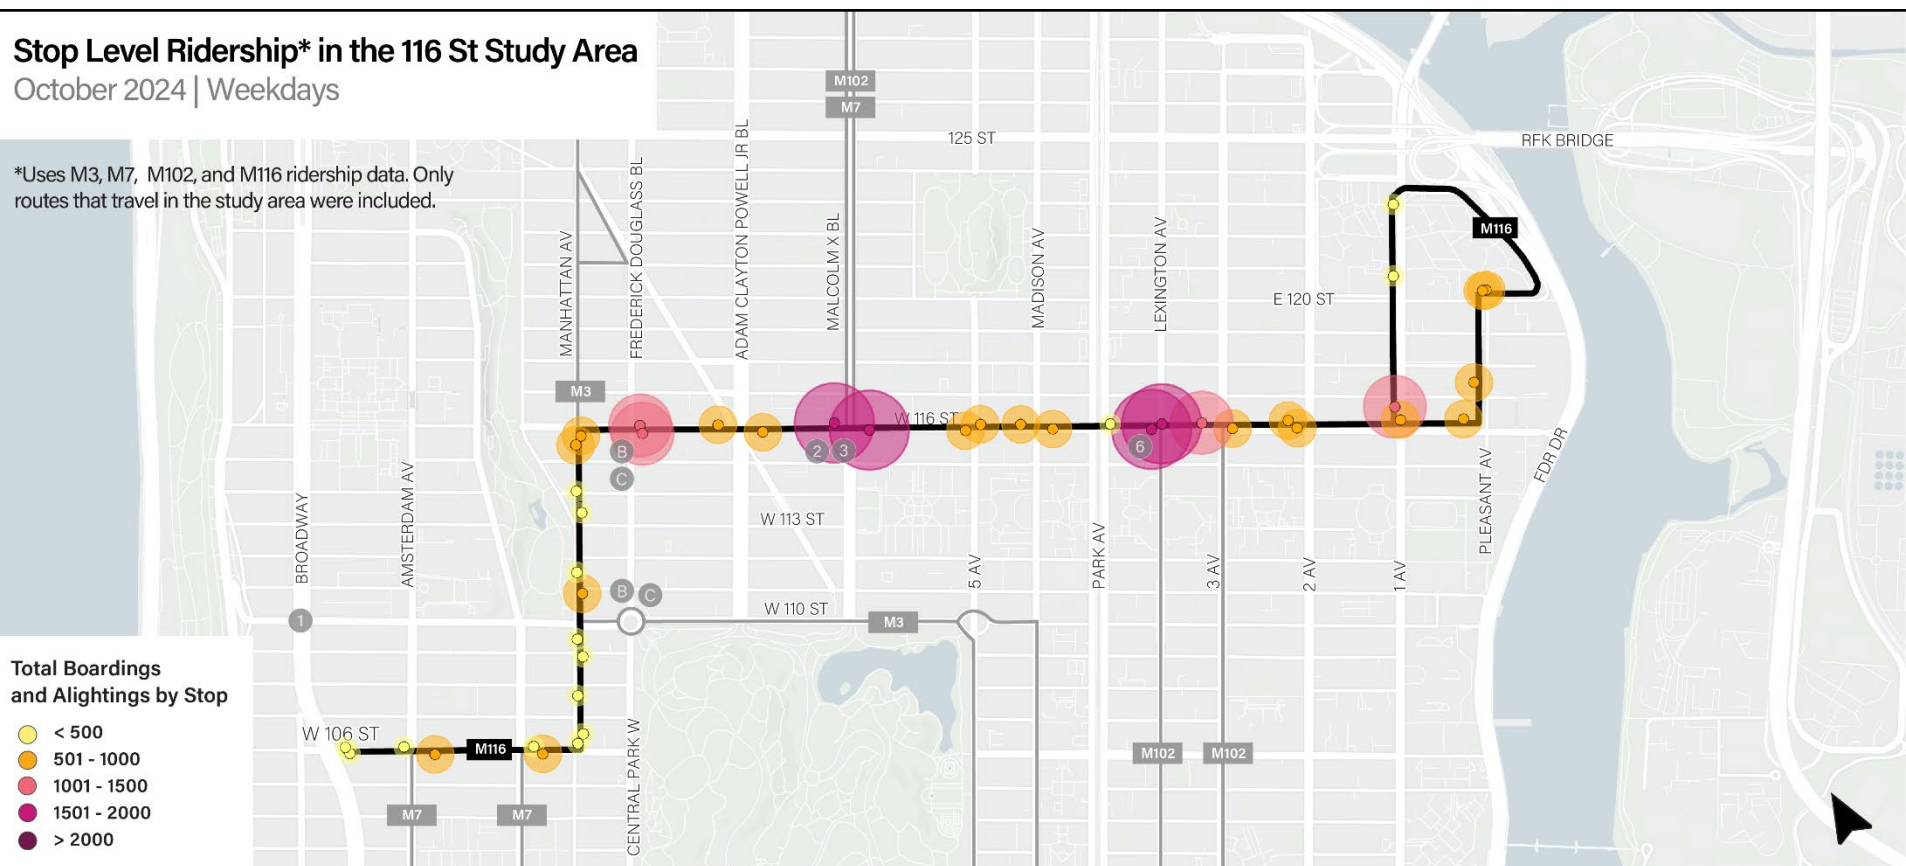 Stop Level Ridership* in the 116 St Study Area
October 2024 | Weekdays
*Uses M3, M7, M102, and M116 ridership data. Only
routes that travel in the study area were included.
M102
M7
125 ST
RFK BRIDGE
M116
MANHATTAN AV
FREDERICK DOUGLASS BL
ADAM CLAYTON POWELL JR BL
MALCOLM X BL
MADISON AV
LEXINGTON AV
E 120 ST
M3
W 116 ST
B
C
2
3
6
BROADWAY
AMSTERDAM AV
W 113 ST
5 AV
PARK AV
3 AV
2 AV
1 AV
PLEASANT AV
FDR DR
B
C
W 110 ST
M3
1
Total Boardings
and Alightings by Stop
< 500
501 - 1000
1001 - 1500
1501 - 2000
> 2000
W 106 ST
M116
CENTRAL PARK W
M102
M102
M7
M7